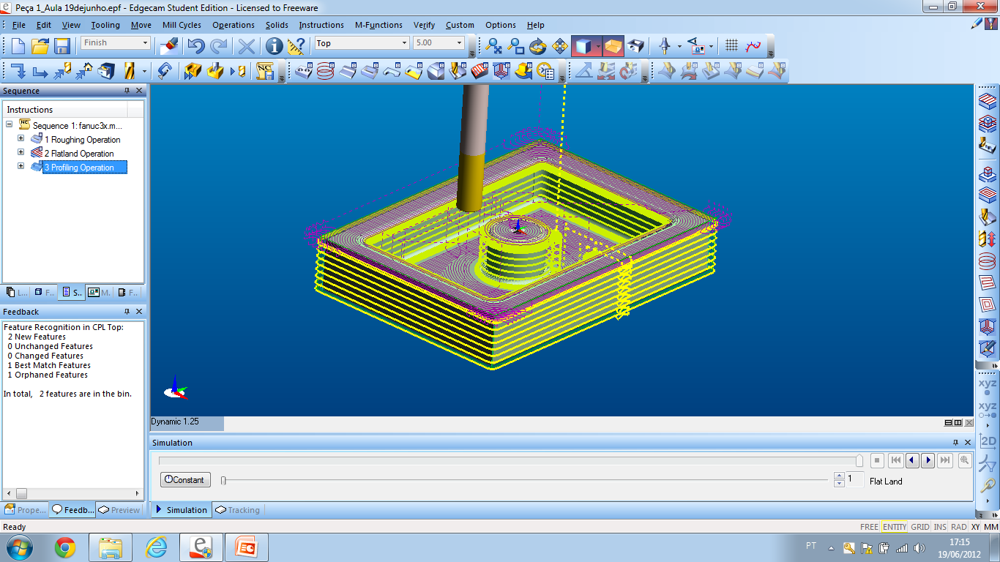 Peça 1_Aula 19dejunho.epf - Edgecam Student Edition - Licensed to Freeware
File Edit View Tooling Move Mill Cycles Operations Solids Instructions M-Functions Verify Custom Options Help
Finish Top 5.00
Sequence
Instructions
Sequence 1: fanuc3x.m...
1 Roughing Operation
2 Flatland Operation
3 Profiling Operation
L... F... S... M. F...
Feedback
Feature Recognition in CPL Top:
2 New Features
0 Unchanged Features
0 Changed Features
1 Best Match Features
1 Orphaned Features
In total, 2 features are in the bin.
Prope... Feedb... Preview
Dynamic 1.25
Simulation
Constant
1
Flat Land
Simulation Tracking
xyz
xyz
2D
Ready
FREE ENTITY GRID INS RAD XY MM
PT
17:15
19/06/2012